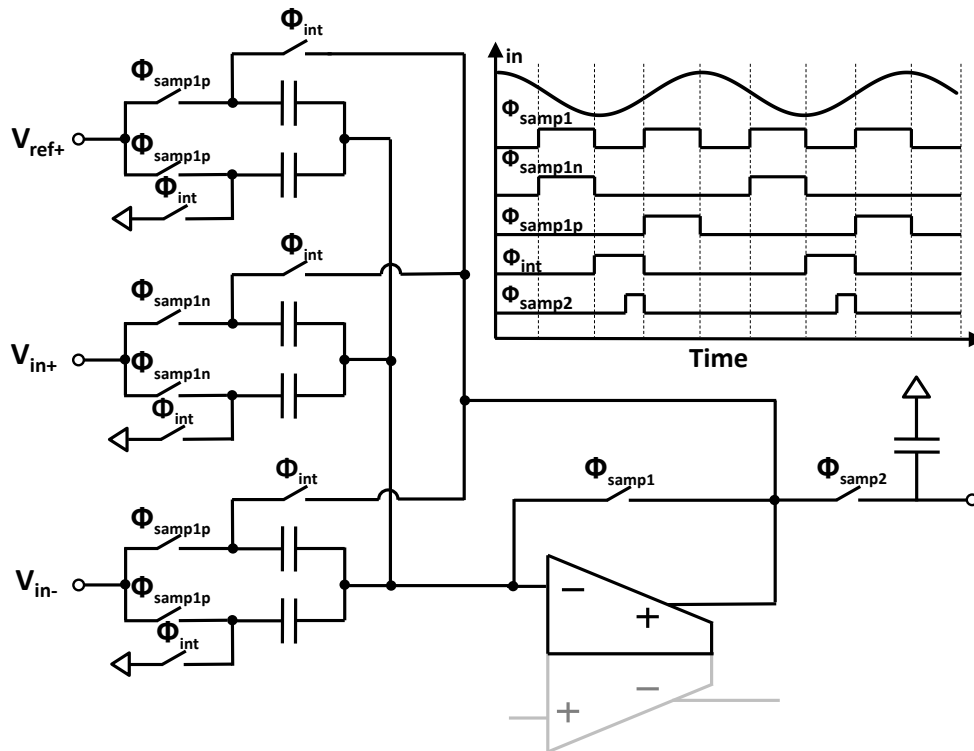 Φint
Φsamp1p
Vref+
Φsamp1p
Φint
Φint
Φsamp1n
Vin+
Φsamp1n
Φint
Φint
Φsamp1p
Vin-
Φsamp1p
Φint
in
Φsamp1
Φsamp1n
Φsamp1p
Φint
Φsamp2
Time
Φsamp1
Φsamp2
−
+
−
+